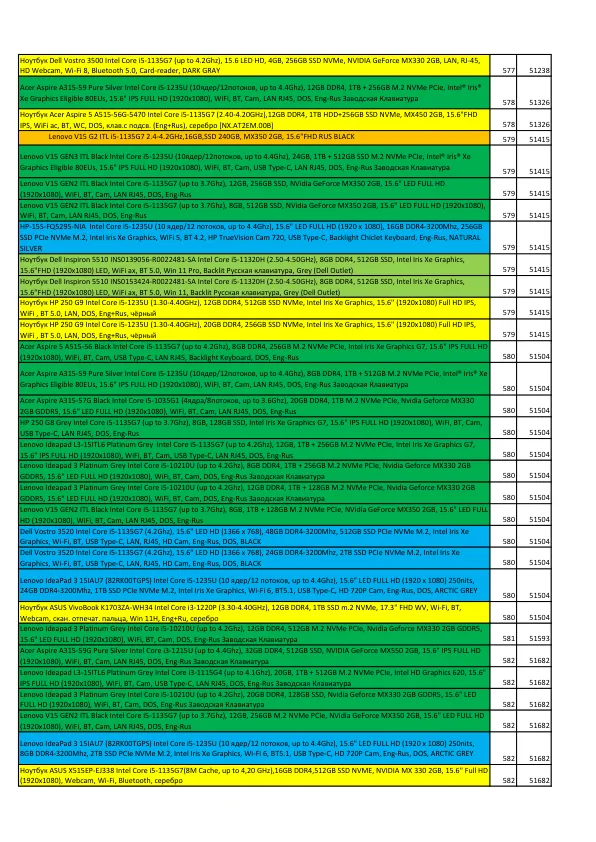 Ноутбук Dell Vostro 3500 Intel Core i5-1135G7 (up to 4.2Ghz), 15.6 LED HD, 4GB, 256GB SSD NVMe, NVIDIA GeForce MX330 2GB, LAN, RJ-45,
HD Webcam, Wi-Fi 8, Bluetooth 5.0, Card-reader, DARK GRAY 577 51238
Acer Aspire A315-59 Pure Silver Intel Core i5-1235U (10ядер/12потоков, up to 4.4Ghz), 12GB DDR4, 1TB + 256GB M.2 NVMe PCIe, Intel® Iris®
Xe Graphics Eligible 80EUs, 15.6" IPS FULL HD (1920x1080), WiFi, BT, Cam, LAN RJ45, DOS, Eng-Rus Заводская Клавиатура 578 51326
Ноутбук Acer Aspire 5 A515-56G-5470 Intel Core i5-1135G7 (2.40-4.20GHz),12GB DDR4, 1TB HDD+256GB SSD NVMe, MX450 2GB, 15.6"FHD
IPS, WiFi ac, BT, WC, DOS, клав.с подсв. (Eng+Rus), серебро [NX.AT2EM.00B] 578 51326
Lenovo V15 G2 ITL i5-1135G7 2.4-4.2GHz,16GB,SSD 240GB, MX350 2GB, 15.6"FHD RUS BLACK 579 51415
Lenovo V15 GEN3 ITL Black Intel Core i5-1235U (10ядер/12потоков, up to 4.4Ghz), 24GB, 1TB + 512GB SSD M.2 NVMe PCIe, Intel® Iris® Xe
Graphics Eligible 80EUs, 15.6" IPS FULL HD (1920x1080), WiFi, BT, Cam, LAN RJ45, DOS, Eng-Rus Заводская Клавиатура 579 51415
Lenovo V15 GEN2 ITL Black Intel Core i5-1135G7 (up to 3.7Ghz), 12GB, 256GB SSD, NVidia GeForce MX350 2GB, 15.6" LED FULL HD
(1920x1080), WiFi, BT, Cam, LAN RJ45, DOS, Eng-Rus 579 51415
Lenovo V15 GEN2 ITL Black Intel Core i5-1135G7 (up to 3.7Ghz), 8GB, 512GB SSD, NVidia GeForce MX350 2GB, 15.6" LED FULL HD (1920x1080),
WiFi, BT, Cam, LAN RJ45, DOS, Eng-Rus 579 51415
HP-15S-FQ5295-NIA Intel Core i5-1235U (10 ядер/12 потоков, up to 4.4Ghz), 15.6" LED FULL HD (1920 x 1080), 16GB DDR4-3200Mhz, 256GB
SSD PCIe NVMe M.2, Intel Iris Xe Graphics, WiFi 5, BT 4.2, HP TrueVision Cam 720, USB Type-C, Backlight Chiclet Keyboard, Eng-Rus, NATURAL
SILVER 579 51415
Ноутбук Dell Inspiron 5510 INS0139056-R0022481-SA Intel Core i5-11320H (2.50-4.50GHz), 8GB DDR4, 512GB SSD, Intel Iris Xe Graphics,
15.6"FHD (1920x1080) LED, WiFi ax, BT 5.0, Win 11 Pro, Backlit Русская клавиатура, Grey (Dell Outlet) 579 51415
Ноутбук Dell Inspiron 5510 INS0153424-R0022481-SA Intel Core i5-11320H (2.50-4.50GHz), 8GB DDR4, 512GB SSD, Intel Iris Xe Graphics,
15.6"FHD (1920x1080) LED, WiFi ax, BT 5.0, Win 11, Backlit Русская клавиатура, Grey (Dell Outlet) 579 51415
Ноутбук HP 250 G9 Intel Core i5-1235U (1.30-4.40GHz), 12GB DDR4, 512GB SSD NVMe, Intel Iris Xe Graphics, 15.6" (1920x1080) Full HD IPS,
WiFi , BT 5.0, LAN, DOS, Eng+Rus, чёрный 579 51415
Ноутбук HP 250 G9 Intel Core i5-1235U (1.30-4.40GHz), 20GB DDR4, 256GB SSD NVMe, Intel Iris Xe Graphics, 15.6" (1920x1080) Full HD IPS,
WiFi , BT 5.0, LAN, DOS, Eng+Rus, чёрный 579 51415
Acer Aspire 5 A515-56 Black Intel Core i5-1135G7 (up to 4.2Ghz), 8GB DDR4, 256GB M.2 NVMe PCIe, Intel Iris Xe Graphics G7, 15.6" IPS FULL HD
(1920x1080), WiFi, BT, Cam, USB Type-C, LAN RJ45, Backlight Keyboard, DOS, Eng-Rus 580 51504
Acer Aspire A315-59 Pure Silver Intel Core i5-1235U (10ядер/12потоков, up to 4.4Ghz), 8GB DDR4, 1TB + 512GB M.2 NVMe PCIe, Intel® Iris® Xe
Graphics Eligible 80EUs, 15.6" IPS FULL HD (1920x1080), WiFi, BT, Cam, LAN RJ45, DOS, Eng-Rus Заводская Клавиатура 580 51504
Acer Aspire A315-57G Black Intel Core i5-1035G1 (4ядра/8потоков, up to 3.6Ghz), 20GB DDR4, 1TB M.2 NVMe PCIe, Nvidia Geforce MX330
2GB GDDR5, 15.6" LED FULL HD (1920x1080), WiFi, BT, Cam, LAN RJ45, DOS, Eng-Rus 580 51504
HP 250 G8 Grey Intel Core i5-1135G7 (up to 3.7Ghz), 8GB, 128GB SSD, Intel Iris Xe Graphics G7, 15.6" IPS FULL HD (1920x1080), WiFi, BT, Cam,
USB Type-C, LAN RJ45, DOS, Eng-Rus 580 51504
Lenovo Ideapad L3-15ITL6 Platinum Grey Intel Core i5-1135G7 (up to 4.2Ghz), 12GB, 1TB + 256GB M.2 NVMe PCIe, Intel Iris Xe Graphics G7,
15.6" IPS FULL HD (1920x1080), WiFi, BT, Cam, LAN RJ45, DOS, Eng-Rus 580 51504
Lenovo Ideapad 3 Platinum Grey Intel Core i5-10210U (up to 4.2Ghz), 8GB DDR4, 1TB + 256GB M.2 NVMe PCIe, Nvidia Geforce MX330 2GB
GDDR5, 15.6" LED FULL HD (1920x1080), WiFi, BT, Cam, DOS, Eng-Rus Заводская Клавиатура 580 51504
Lenovo Ideapad 3 Platinum Grey Intel Core i5-10210U (up to 4.2Ghz), 12GB DDR4, 1TB + 128GB M.2 NVMe PCIe, Nvidia Geforce MX330 2GB
GDDR5, 15.6" LED FULL HD (1920x1080), WiFi, BT, Cam, DOS, Eng-Rus Заводская Клавиатура 580 51504
Lenovo V15 GEN2 ITL Black Intel Core i5-1135G7 (up to 3.7Ghz), 8GB, 1TB + 128GB M.2 NVMe PCIe, NVidia GeForce MX350 2GB, 15.6" LED FULL
HD (1920x1080), WiFi, BT, Cam, LAN RJ45, DOS, Eng-Rus 580 51504
Dell Vostro 3520 Intel Core i5-1135G7 (4.2Ghz), 15.6" LED HD (1366 x 768), 48GB DDR4-3200Mhz, 512GB SSD PCIe NVMe M.2, Intel Iris Xe
Graphics, Wi-Fi, BT, USB Type-C, LAN, RJ45, HD Cam, Eng-Rus, DOS, BLACK 580 51504
Dell Vostro 3520 Intel Core i5-1135G7 (4.2Ghz), 15.6" LED HD (1366 x 768), 24GB DDR4-3200Mhz, 2TB SSD PCIe NVMe M.2, Intel Iris Xe
Graphics, Wi-Fi, BT, USB Type-C, LAN, RJ45, HD Cam, Eng-Rus, DOS, BLACK 580 51504
Lenovo IdeaPad 3 15IAU7 (82RK00TGPS) Intel Core i5-1235U (10 ядер/12 потоков, up to 4.4Ghz), 15.6" LED FULL HD (1920 x 1080) 250nits,
24GB DDR4-3200Mhz, 1TB SSD PCIe NVMe M.2, Intel Iris Xe Graphics, Wi-Fi 6, BT5.1, USB Type-C, HD 720P Cam, Eng-Rus, DOS, ARCTIC GREY 580 51504
Ноутбук ASUS VivoBook K1703ZA-WH34 Intel Core i3-1220P (3.30-4.40GHz), 12GB DDR4, 1TB SSD m.2 NVMe, 17.3" FHD WV, Wi-Fi, BT,
Webcam, скан. отпечат. пальца, Win 11H, Eng+Ru, серебро 580 51504
Lenovo Ideapad 3 Platinum Grey Intel Core i5-10210U (up to 4.2Ghz), 20GB DDR4, 1TB M.2 NVMe PCIe, Nvidia Geforce MX330 2GB GDDR5,
15.6" LED FULL HD (1920x1080), WiFi, BT, Cam, DOS, Eng-Rus Заводская Клавиатура 581 51593
Acer Aspire A315-59G Pure Silver Intel Core i3-1215U (up to 4.4Ghz), 32GB DDR4, 512GB SSD, NVIDIA GeForce MX550 2GB, 15.6" IPS FULL HD
(1920x1080), WiFi, BT, Cam, LAN RJ45, DOS, Eng-Rus Заводская Клавиатура 582 51682
Lenovo Ideapad L3-15ITL6 Platinum Grey Intel Core i3-1115G4 (up to 4.1Ghz), 20GB, 1TB + 512GB M.2 NVMe PCIe, Intel HD Graphics 620, 15.6"
IPS FULL HD (1920x1080), WiFi, BT, Cam, LAN RJ45, DOS, Eng-Rus 582 51682
Lenovo Ideapad 3 Platinum Grey Intel Core i5-10210U (up to 4.2Ghz), 20GB DDR4, 128GB SSD, Nvidia Geforce MX330 2GB GDDR5, 15.6" LED
FULL HD (1920x1080), WiFi, BT, Cam, DOS, Eng-Rus Заводская Клавиатура 582 51682
Lenovo V15 GEN2 ITL Black Intel Core i5-1135G7 (up to 3.7Ghz), 12GB, 256GB M.2 NVMe PCIe, NVidia GeForce MX350 2GB, 15.6" LED FULL HD
(1920x1080), WiFi, BT, Cam, LAN RJ45, DOS, Eng-Rus 582 51682
Lenovo IdeaPad 3 15IAU7 (82RK00TGPS) Intel Core i5-1235U (10 ядер/12 потоков, up to 4.4Ghz), 15.6" LED FULL HD (1920 x 1080) 250nits,
8GB DDR4-3200Mhz, 2TB SSD PCIe NVMe M.2, Intel Iris Xe Graphics, Wi-Fi 6, BT5.1, USB Type-C, HD 720P Cam, Eng-Rus, DOS, ARCTIC GREY 582 51682
Ноутбук ASUS X515EP-EJ338 Intel Core i5-1135G7(8M Cache, up to 4,20 GHz),16GB DDR4,512GB SSD NVME, NVIDIA MX 330 2GB, 15.6" Full HD
(1920x1080), Webcam, Wi-Fi, Bluetooth, серебро 582 51682